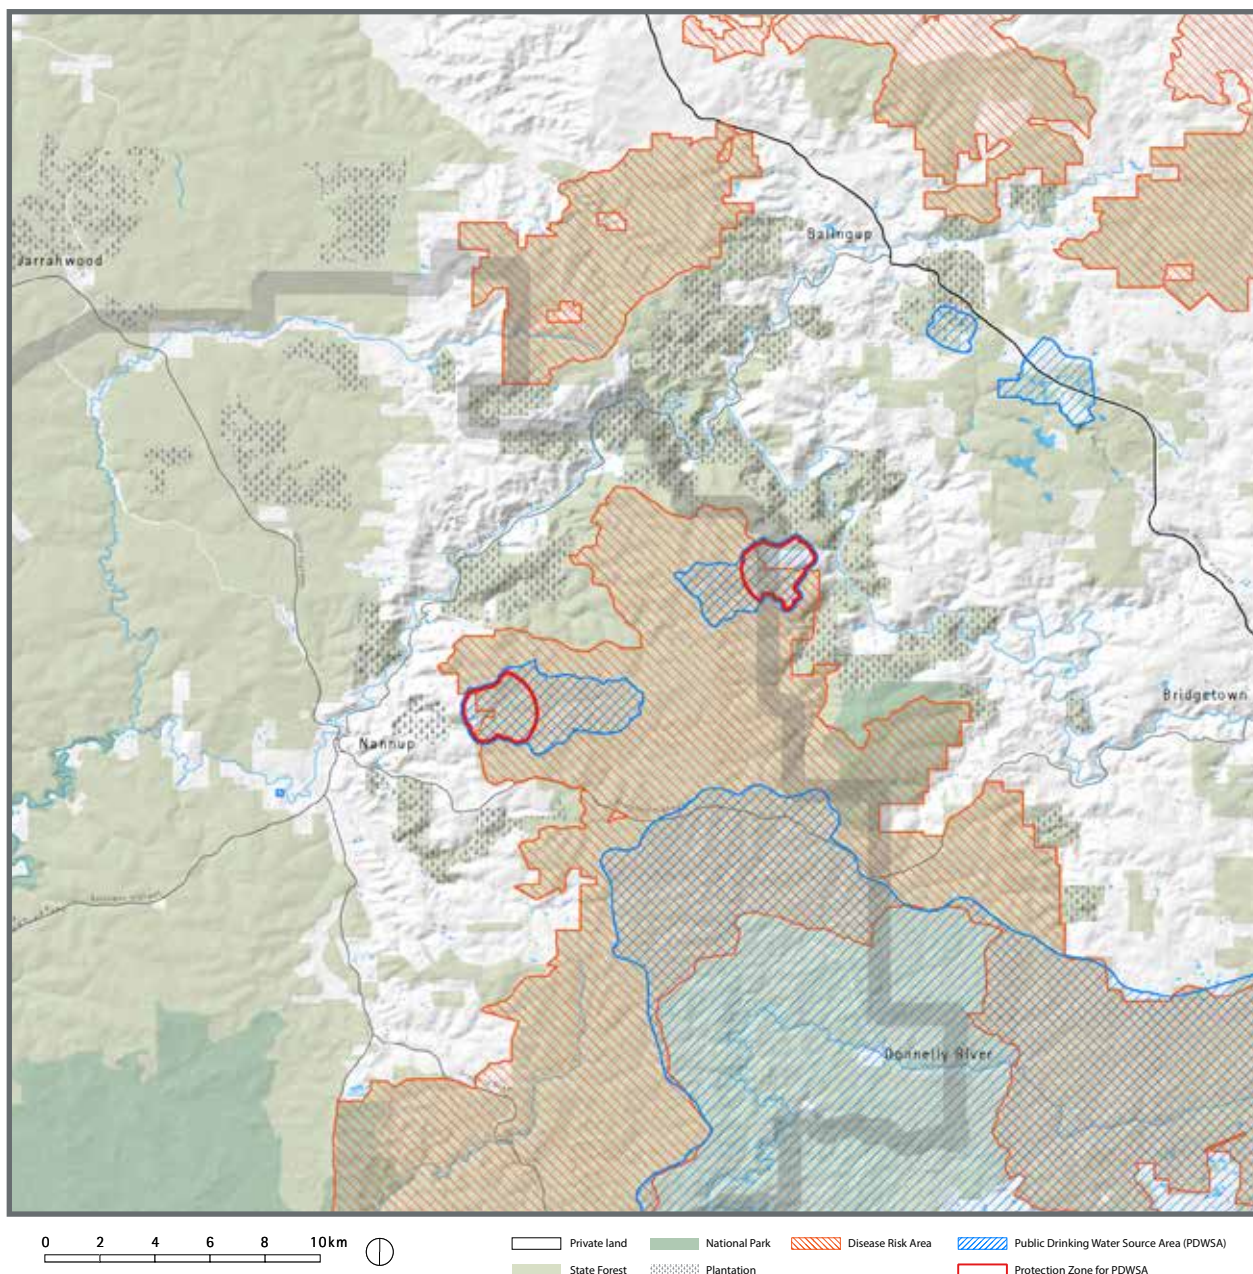 Balingup
Jarrahwood
Bridgetown
Nannup
Donnelly River
0 2 4 6 8 10km
Private land
National Park
Disease Risk Area
Public Drinking Water Source Area (PDWSA)
State Forest
Plantation
Protection Zone for PDWSA